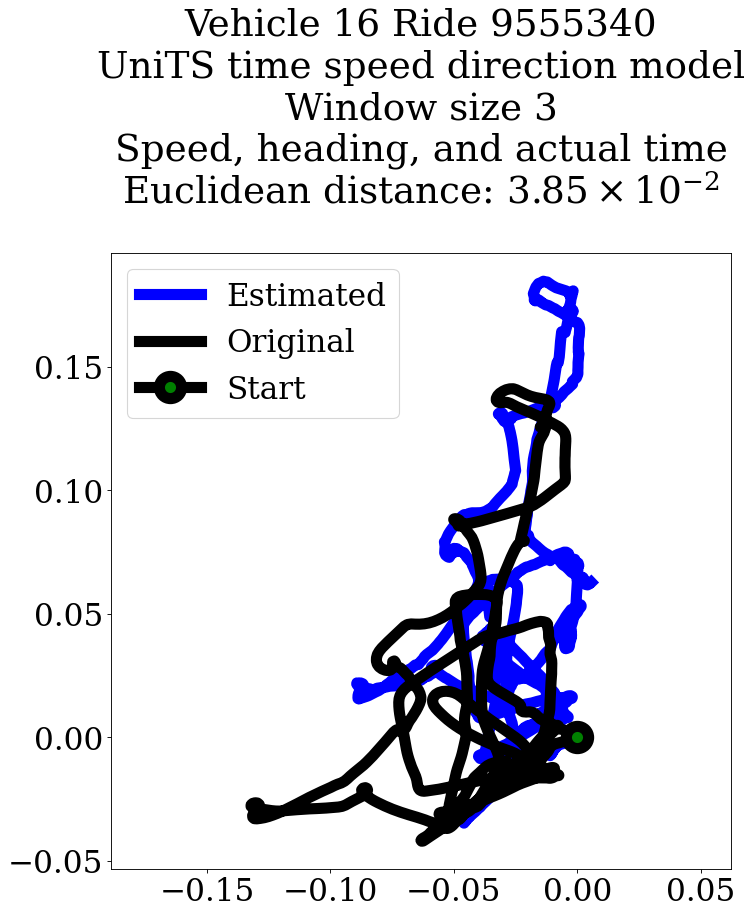 Vehicle 16 Ride 9555340
UniTS time speed direction model
Window size 3
Speed, heading, and actual time
Euclidean distance: 3.85 × 10⁻²
Estimated
Original
Start
0.15
0.10
0.05
0.00
−0.05
−0.15 −0.10 −0.05 0.00 0.05